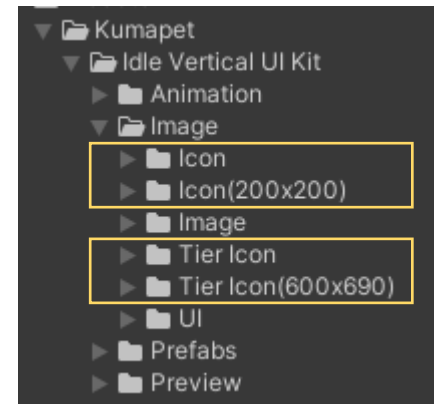 Kumapet
Idle Vertical UI Kit
Animation
Image
Icon
Icon(200x200)
Image
Tier Icon
Tier Icon(600x690)
UI
Prefabs
Preview